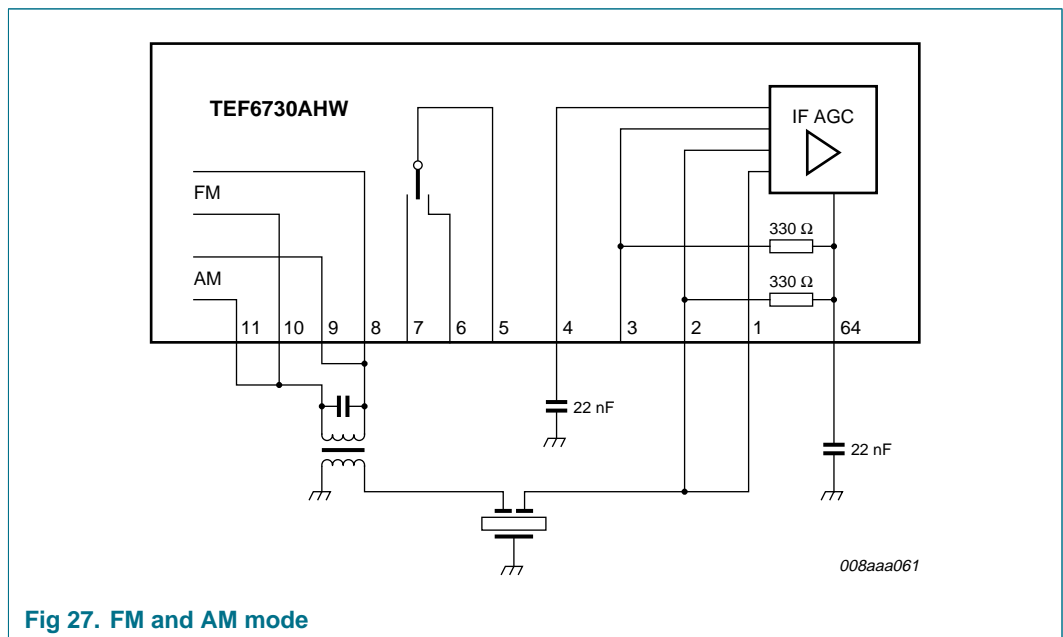 TEF6730AHW
IF AGC
FM
330 Ω
AM
330 Ω
11 10 9 8 7 6 5 4 3 2 1 64
22 nF
22 nF
008aaa061
Fig 27. FM and AM mode